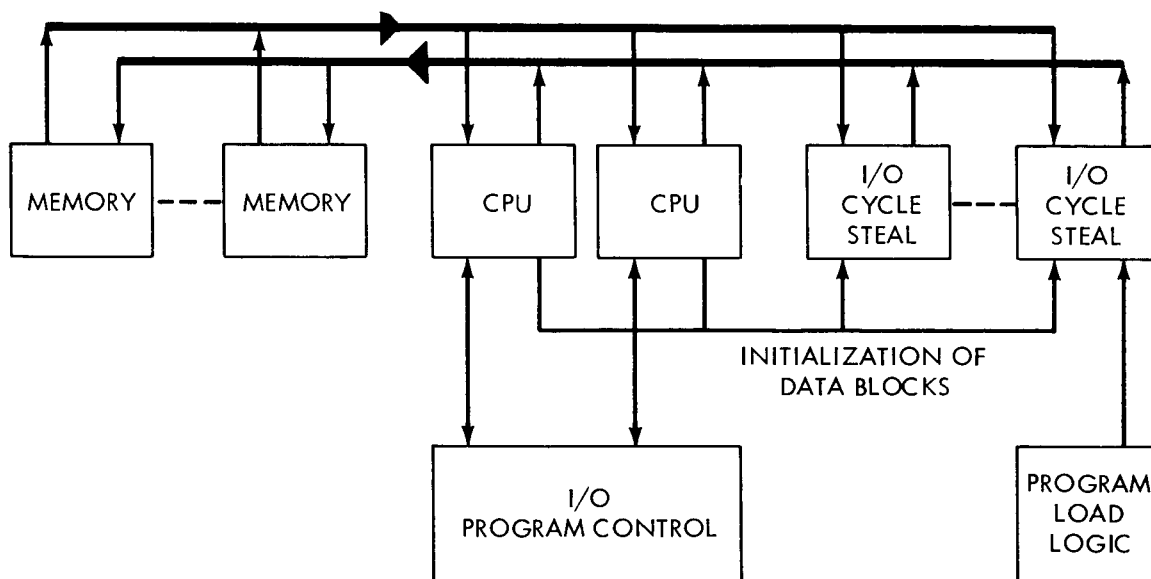 MEMORY
MEMORY
CPU
CPU
I/O
CYCLE
STEAL
I/O
CYCLE
STEAL
INITIALIZATION OF
DATA BLOCKS
I/O
PROGRAM CONTROL
PROGRAM
LOAD
LOGIC